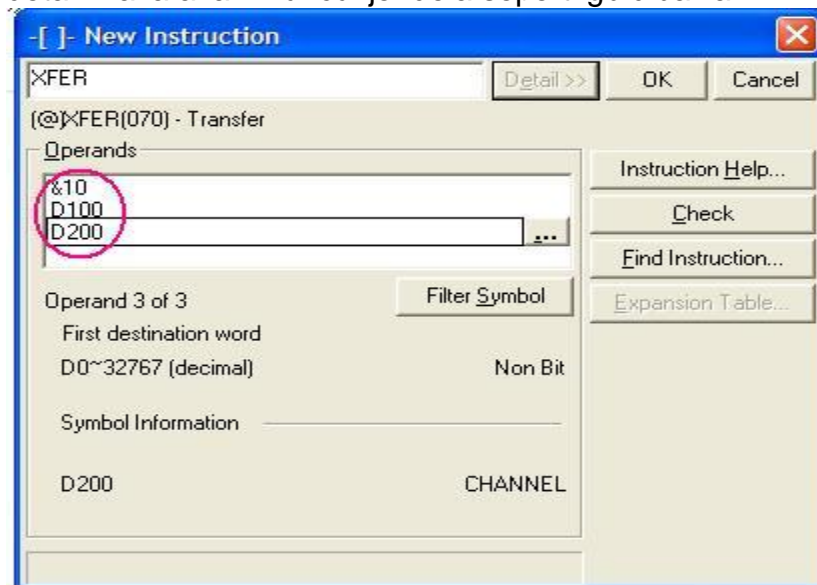 -[ ]- New Instruction
XFER
Detail >>
OK
Cancel
(@)XFER(070) - Transfer
Operands
&10
D100
D200
...
Instruction Help...
Check
Find Instruction...
Expansion Table...
Operand 3 of 3
Filter Symbol
First destination word
D0~32767 (decimal)
Non Bit
Symbol Information
D200
CHANNEL